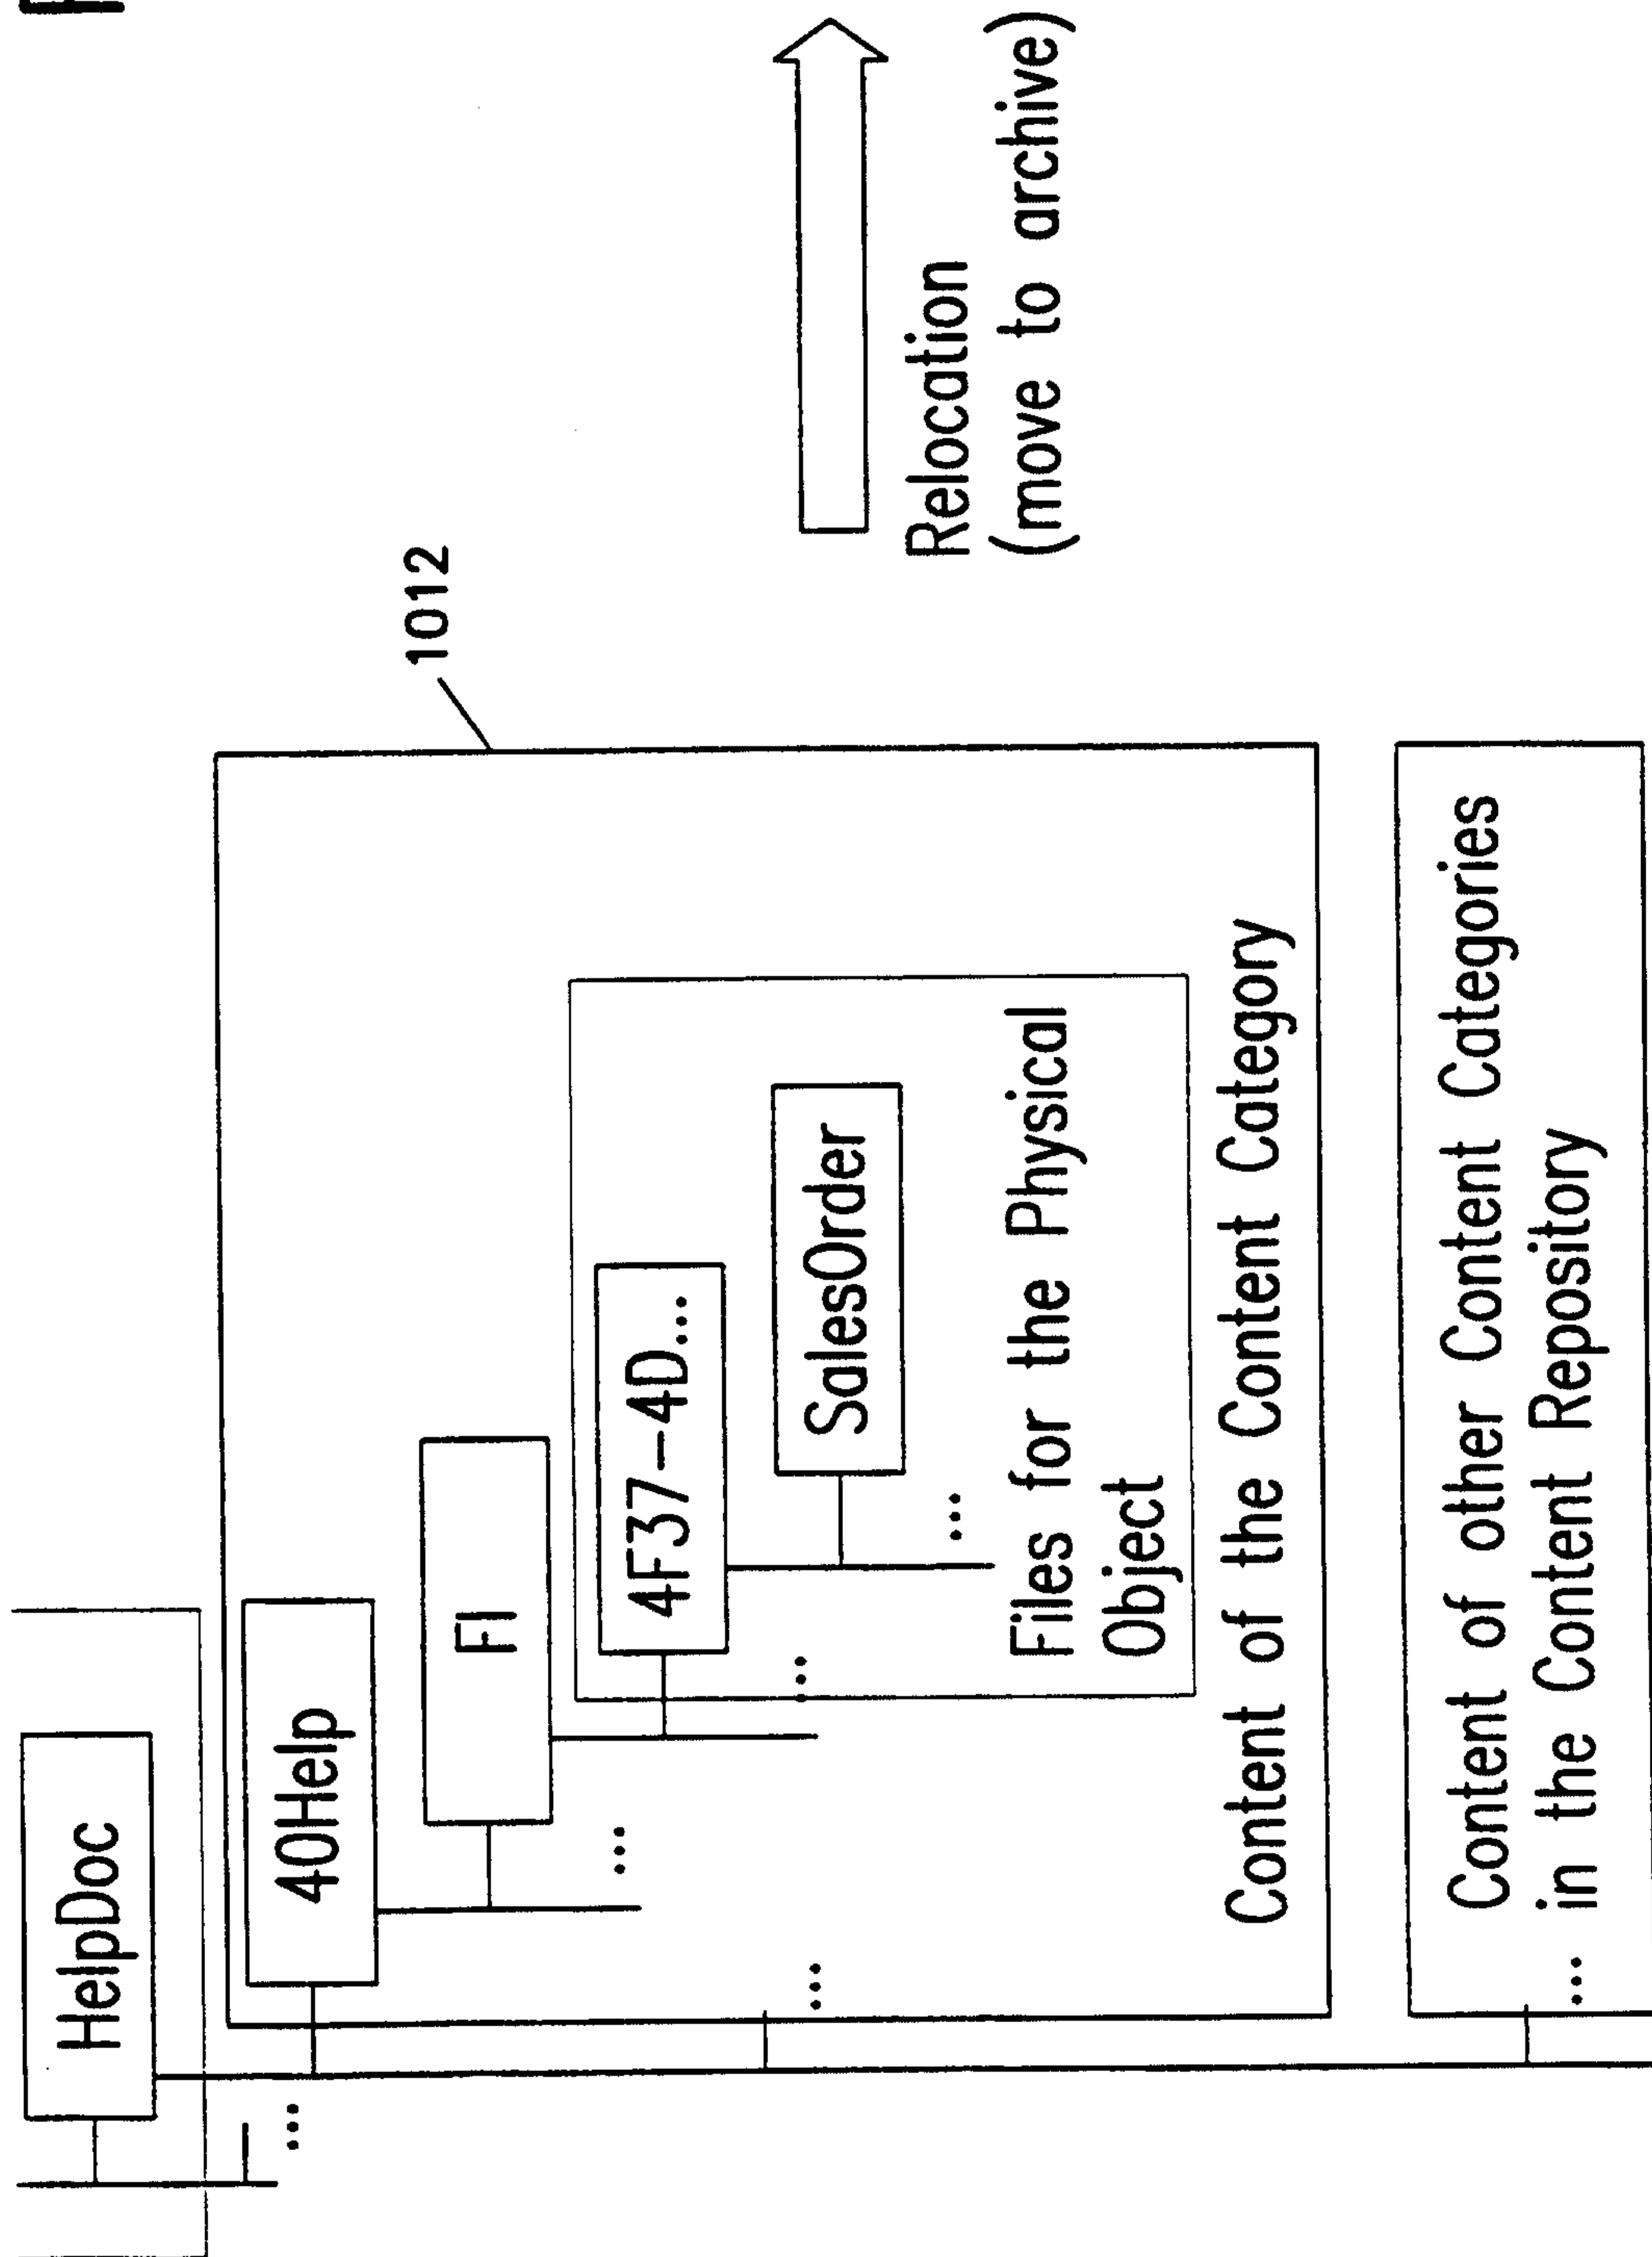 HelpDoc
...
40Help
1012
FI
...
4F37-4D...
...
SalesOrder
...
Files for the Physical
Object
...
Content of the Content Category
Relocation
(move to archive)
Content of other Content Categories
... in the Content Repository